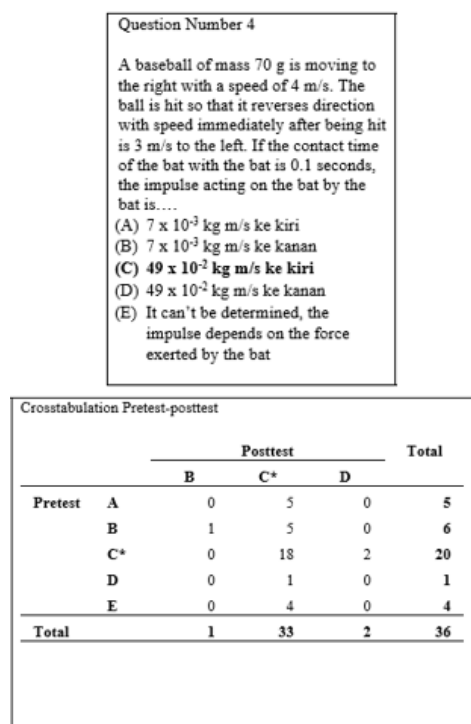 Question Number 4
A baseball of mass 70 g is moving to
the right with a speed of 4 m/s. The
ball is hit so that it reverses direction
with speed immediately after being hit
is 3 m/s to the left. If the contact time
of the bat with the bat is 0.1 seconds,
the impulse acting on the bat by the
bat is….
(A) 7 x 10⁻³ kg m/s ke kiri
(B) 7 x 10⁻³ kg m/s ke kanan
(C) 49 x 10⁻² kg m/s ke kiri
(D) 49 x 10⁻² kg m/s ke kanan
(E) It can't be determined, the
impulse depends on the force
exerted by the bat
Crosstabulation Pretest-posttest
Posttest Total
B C* D
Pretest A 0 5 0 5
B 1 5 0 6
C* 0 18 2 20
D 0 1 0 1
E 0 4 0 4
Total 1 33 2 36